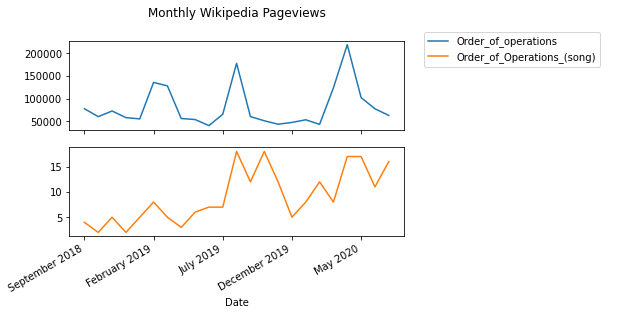 Monthly Wikipedia Pageviews
Order_of_operations
Order_of_Operations_(song)
200000
150000
100000
50000
15
10
5
September 2018
February 2019
July 2019
December 2019
May 2020
Date